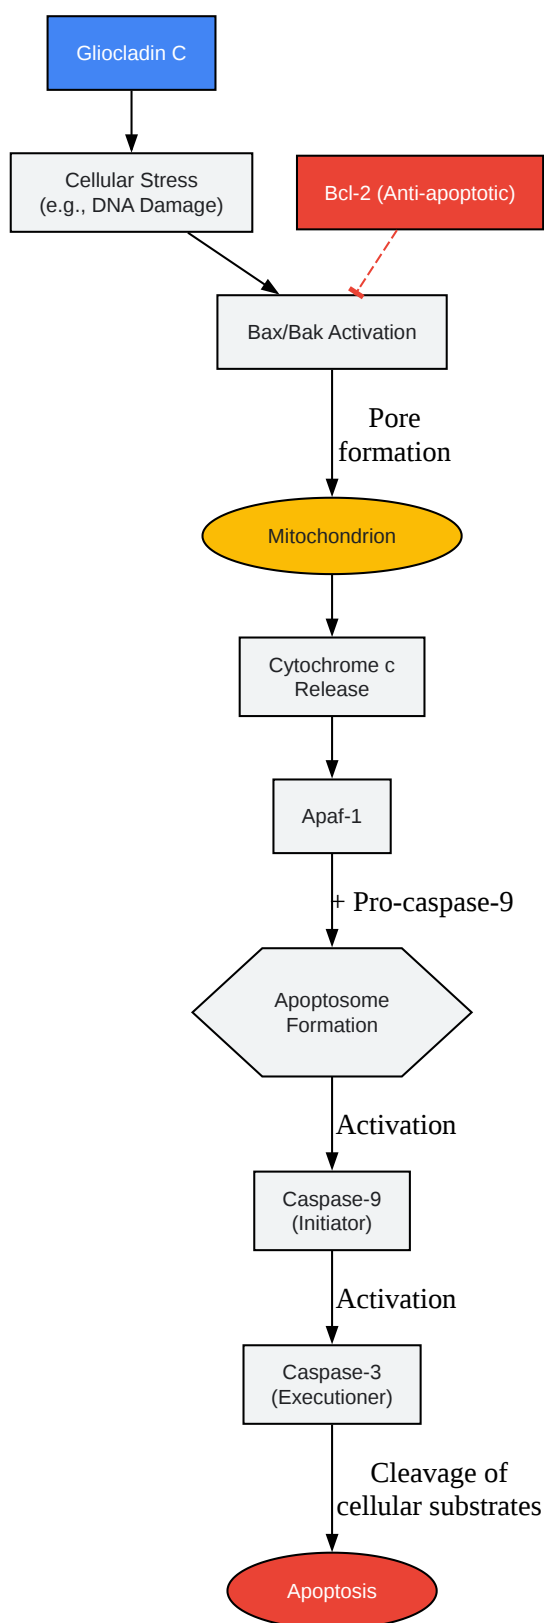 Gliocladin C
Cellular Stress
(e.g., DNA Damage)
Bcl-2 (Anti-apoptotic)
Bax/Bak Activation
Pore
formation
Mitochondrion
Cytochrome c
Release
Apaf-1
+ Pro-caspase-9
Apoptosome
Formation
Activation
Caspase-9
(Initiator)
Activation
Caspase-3
(Executioner)
Cleavage of
cellular substrates
Apoptosis